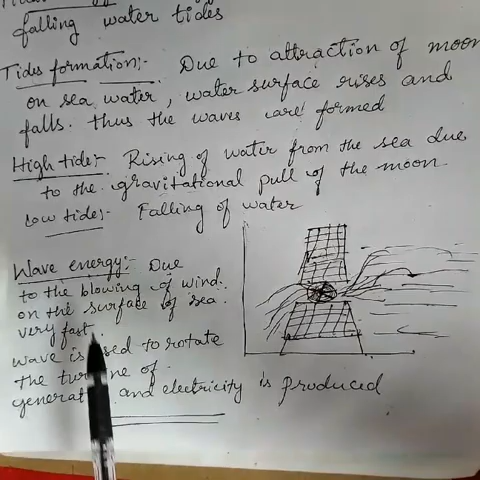 falling water tides
Tides formation:- Due to attraction of moon
on sea water, water surface rises and
falls. thus the waves are formed
High tide:- Rising of water from the sea due
to the gravitational pull of the moon.
Low tide:- Falling of water
Wave energy:- Due
to the blowing of wind
on the surface of sea.
very fast.
wave is used to rotate
the turbine of
generator and electricity is produced